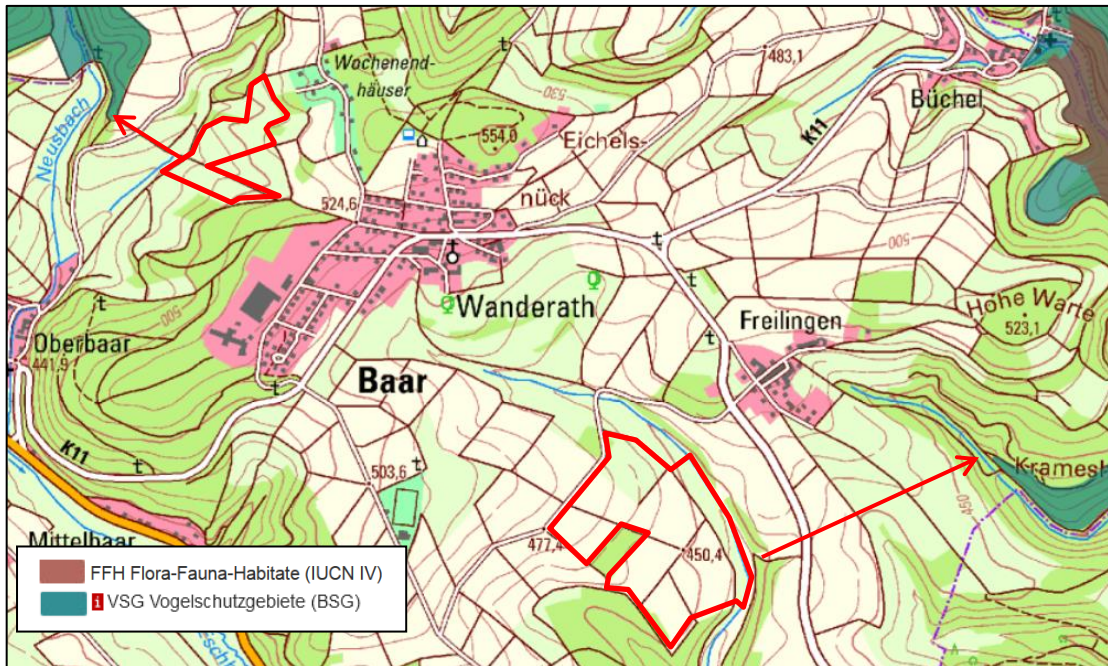 Neusbach
Wochenend-
häuser
483,1
530
554,0
Eichels-
nück
K11
Büchel
524,6
500
500
Wanderath
Freilingen
Hohe Warte
523,1
Oberbaar
441,9
Baar
K11
503,6
Kramesh
450
477,4
450,4
Mittelbaar
FFH Flora-Fauna-Habitate (IUCN IV)
i VSG Vogelschutzgebiete (BSG)